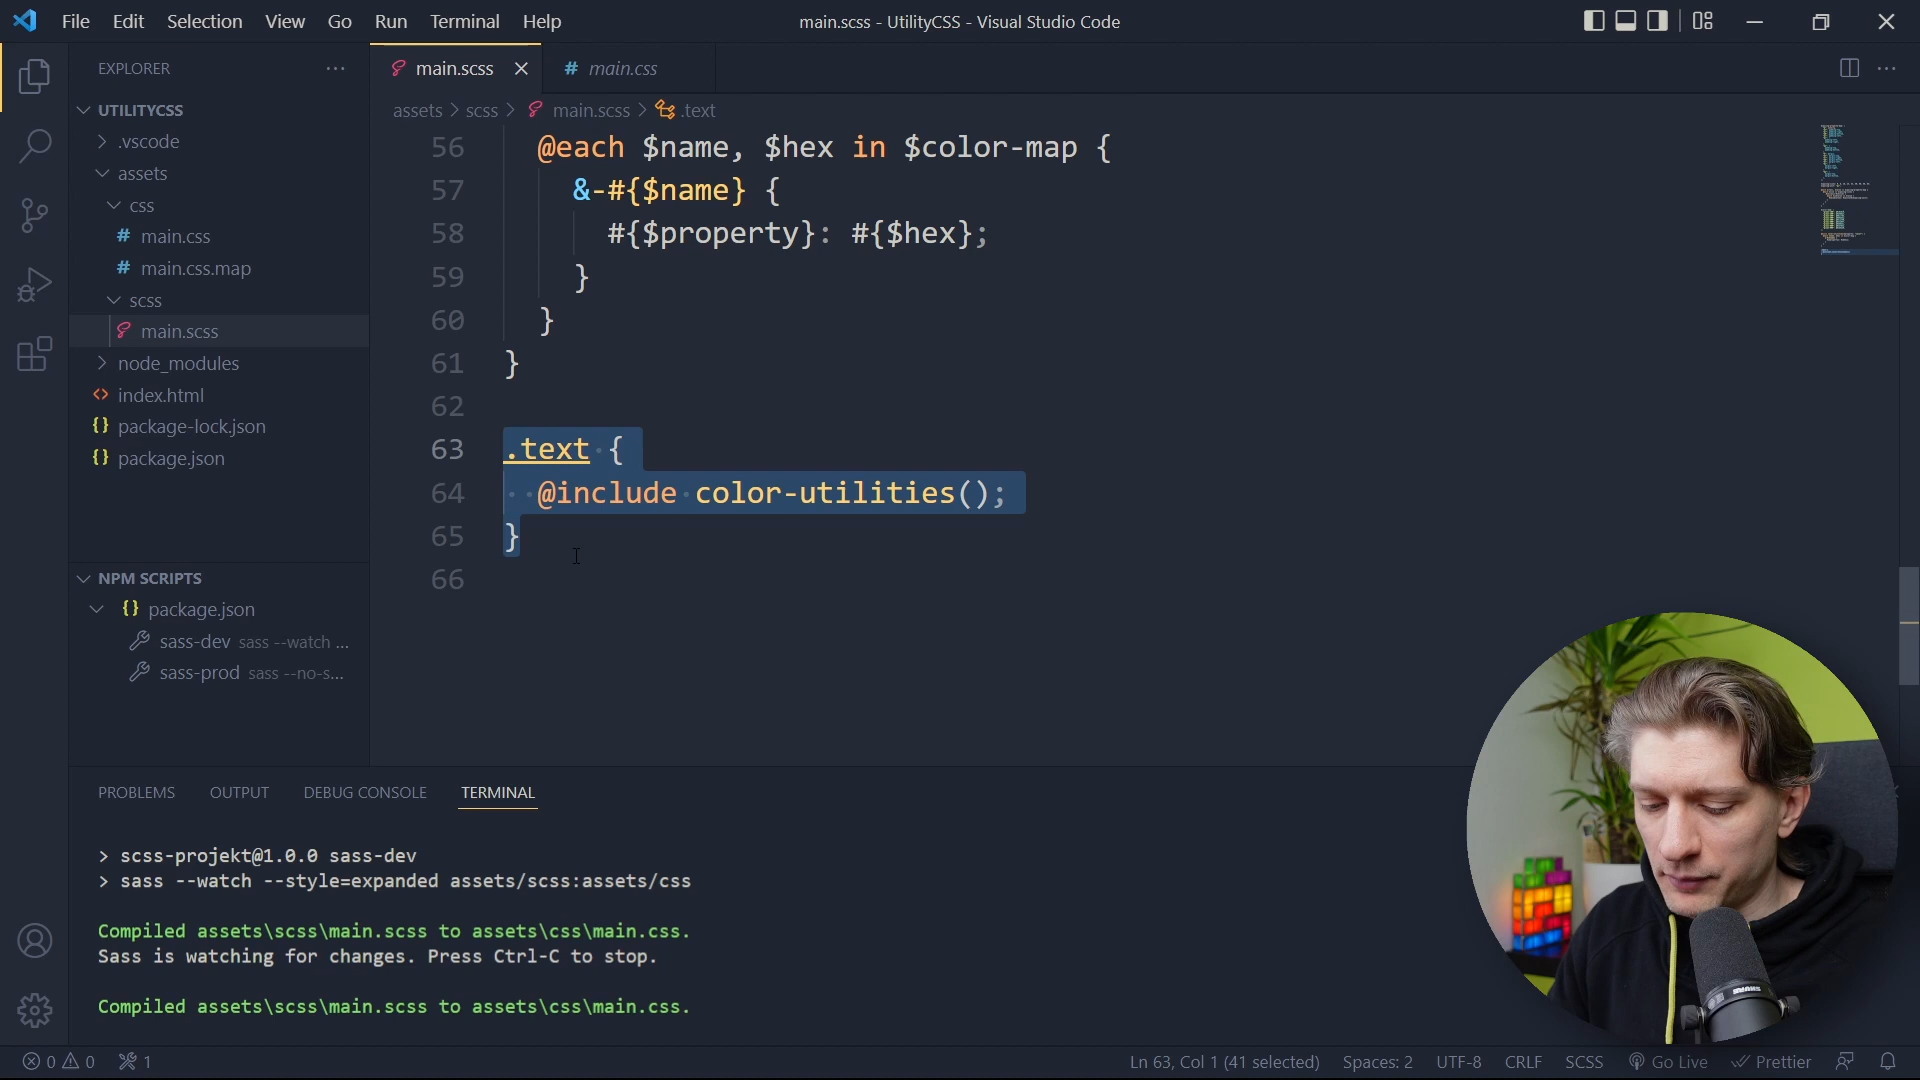 File Edit Selection View Go Run Terminal Help
main.scss - UtilityCSS - Visual Studio Code
EXPLORER
UTILITYCSS
.vscode
assets
css
main.css
main.css.map
scss
main.scss
node_modules
index.html
package-lock.json
package.json
NPM SCRIPTS
package.json
sass-dev sass --watch ...
sass-prod sass --no-s...
main.scss
# main.css
assets > scss > main.scss > .text
56 @each $name, $hex in $color-map {
57 &-#{$name} {
58 #{$property}: #{$hex};
59 }
60 }
61 }
62
63 .text {
64 @include color-utilities();
65 }
66
PROBLEMS OUTPUT DEBUG CONSOLE TERMINAL
> scss-projekt@1.0.0 sass-dev
> sass --watch --style=expanded assets/scss:assets/css
Compiled assets\scss\main.scss to assets\css\main.css.
Sass is watching for changes. Press Ctrl-C to stop.
Compiled assets\scss\main.scss to assets\css\main.css.
0 0 1
Ln 63, Col 1 (41 selected) Spaces: 2 UTF-8 CRLF SCSS Go Live Prettier